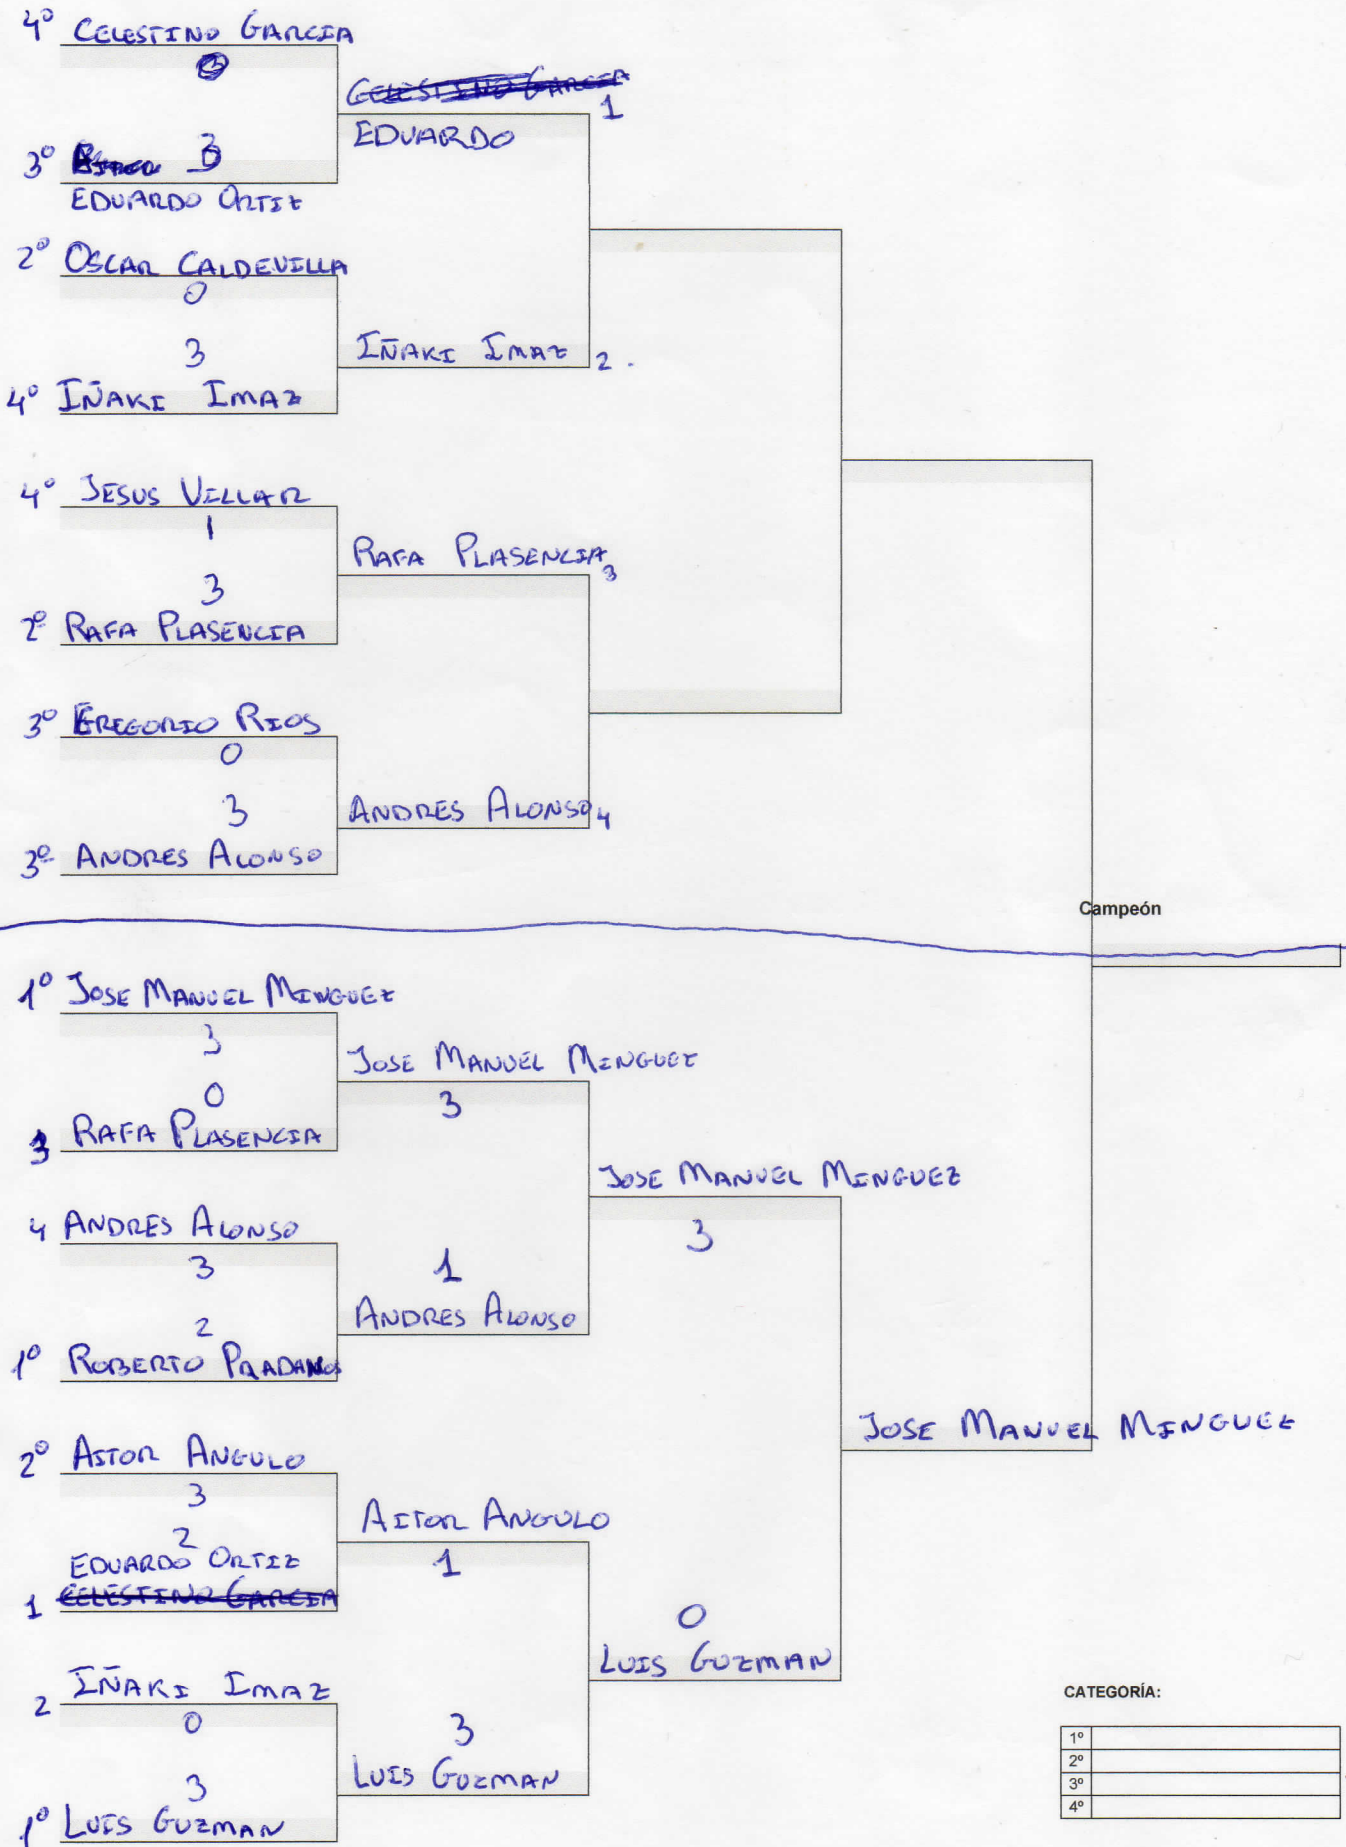 4º CELESTINO GARCIA
CELESTINO GARCIA
1
EDUARDO
3
3º
EDUARDO ORTIZ
2º OSCAR CALDEVILLA
0
3
IÑAKI IMAZ 2.
4º IÑAKI IMAZ
4º JESUS VILLAR
1
RAFA PLASENCIA 3
3
2º RAFA PLASENCIA
3º GREGORIO RIOS
0
3
ANDRES ALONSO 4
3º ANDRES ALONSO
Campeón
1º JOSE MANUEL MINGUEZ
3
JOSE MANUEL MINGUEZ
0
3
3 RAFA PLASENCIA
JOSE MANUEL MINGUEZ
4 ANDRES ALONSO
3
3
1
ANDRES ALONSO
2
1º ROBERTO PRADANOS
JOSE MANUEL MINGUEZ
2º AITOR ANGULO
3
AITOR ANGULO
2
EDUARDO ORTIZ
1
1 CELESTINO GARCIA
0
LUIS GUZMAN
2 IÑAKI IMAZ
0
3
3
LUIS GUZMAN
1º LUIS GUZMAN
CATEGORÍA:
1º
2º
3º
4º